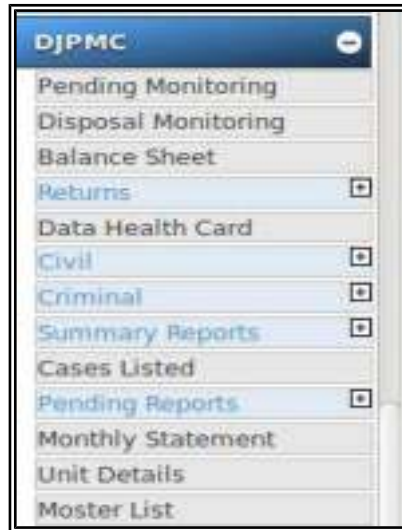 DJPMC
Pending Monitoring
Disposal Monitoring
Balance Sheet
Returns
Data Health Card
Civil
Criminal
Summary Reports
Cases Listed
Pending Reports
Monthly Statement
Unit Details
Moster List